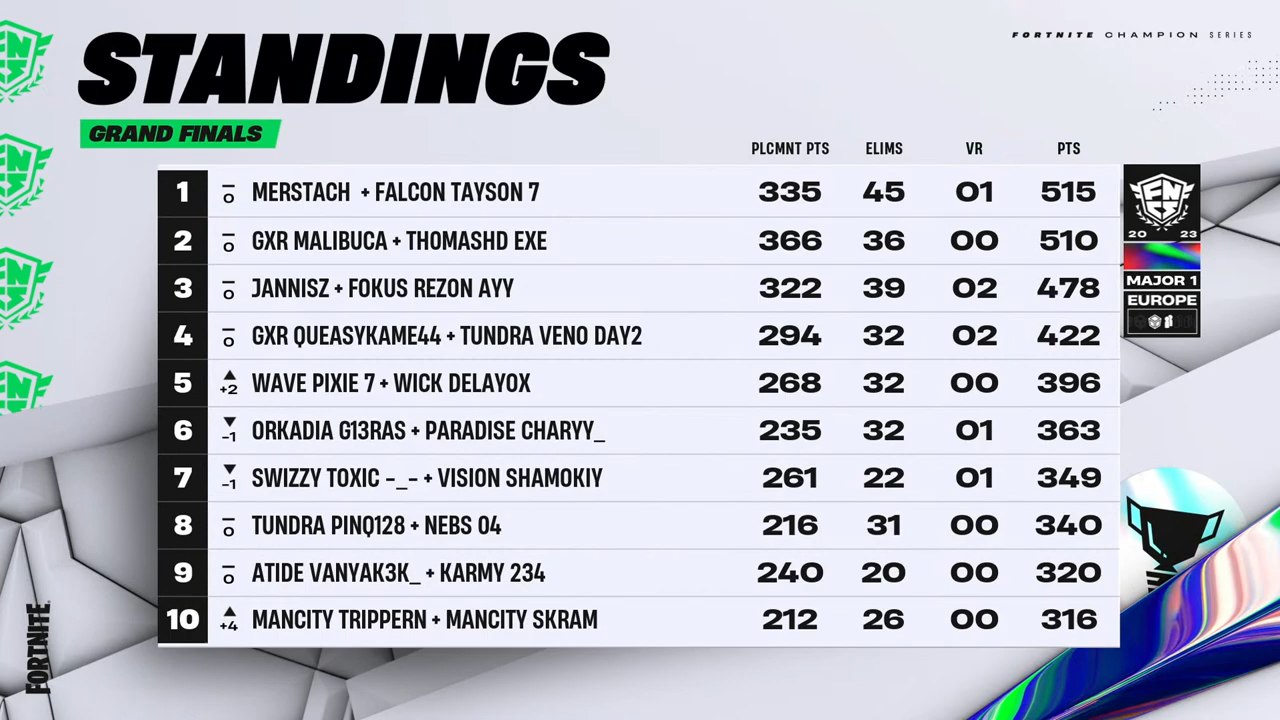 STANDINGS
FORTNITE CHAMPION SERIES
GRAND FINALS
PLCMNT PTS ELIMS VR PTS
1 – 0 MERSTACH + FALCON TAYSON 7 335 45 01 515
2 – 0 GXR MALIBUCA + THOMASHD EXE 366 36 00 510
3 – 0 JANNISZ + FOKUS REZON AYY 322 39 02 478
4 – 0 GXR QUEASYKAME44 + TUNDRA VENO DAY2 294 32 02 422
5 ▲ +2 WAVE PIXIE 7 + WICK DELAYOX 268 32 00 396
6 ▼ -1 ORKADIA G13RAS + PARADISE CHARYY_ 235 32 01 363
7 ▼ -1 SWIZZY TOXIC -_- + VISION SHAMOKIY 261 22 01 349
8 – 0 TUNDRA PINQ128 + NEBS 04 216 31 00 340
9 – 0 ATIDE VANYAK3K_ + KARMY 234 240 20 00 320
10 ▲ +4 MANCITY TRIPPERN + MANCITY SKRAM 212 26 00 316
20 23
MAJOR 1
EUROPE
FORTNITE